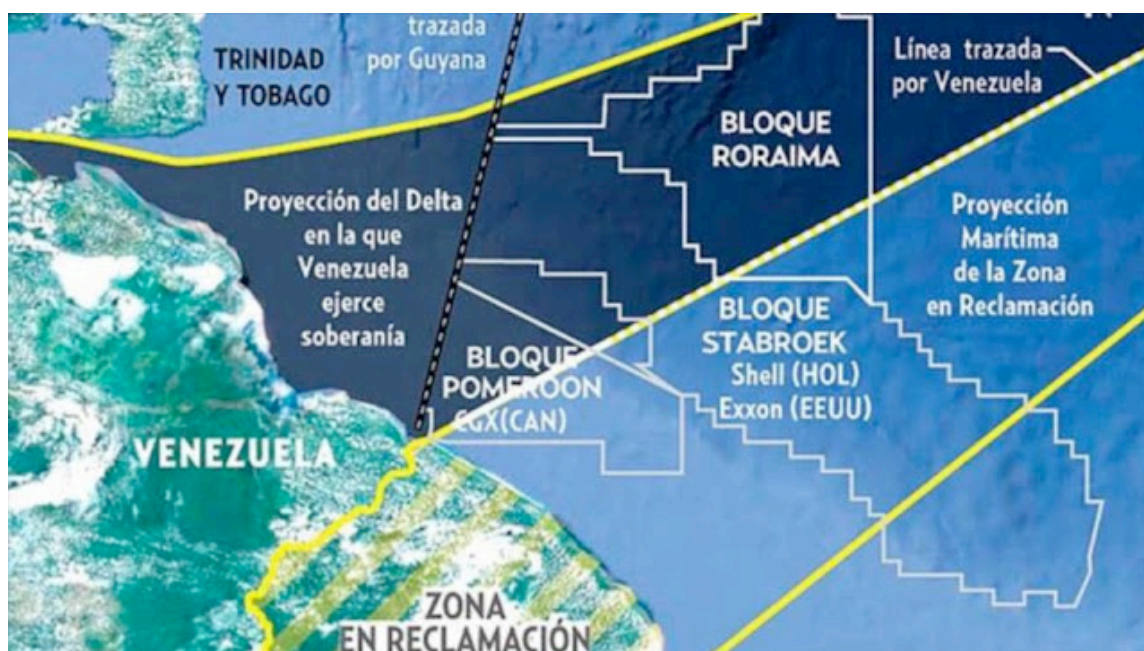 trazada
por Guyana
TRINIDAD
Y TOBAGO
Línea trazada
por Venezuela
BLOQUE
RORAIMA
Proyección del Delta
en la que
Venezuela
ejerce
soberanía
Proyección
Marítima
de la Zona
en Reclamación
BLOQUE
STABROEK
Shell (HOL)
Exxon (EEUU)
BLOQUE
POMEROON
CGX(CAN)
VENEZUELA
ZONA
EN RECLAMACIÓN